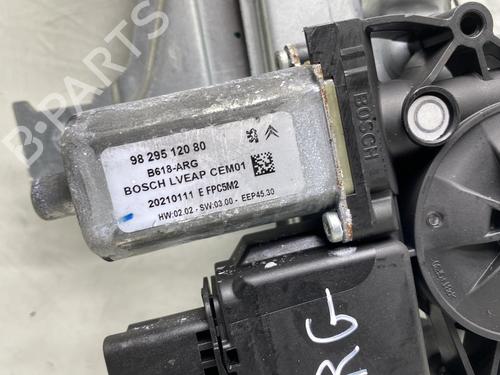 98 295 120 80
B618-ARG
BOSCH LVEAP CEM01
20210111 E FPC5M2
HW:02.02 - SW:03.00 - EEP45.30
BOSCH
RG
B-PARTS